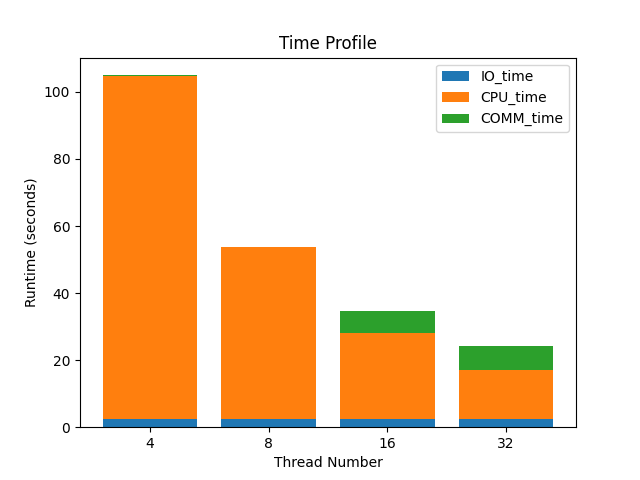 Time Profile
IO_time
CPU_time
COMM_time
Runtime (seconds)
100
80
60
40
20
0
4 8 16 32
Thread Number